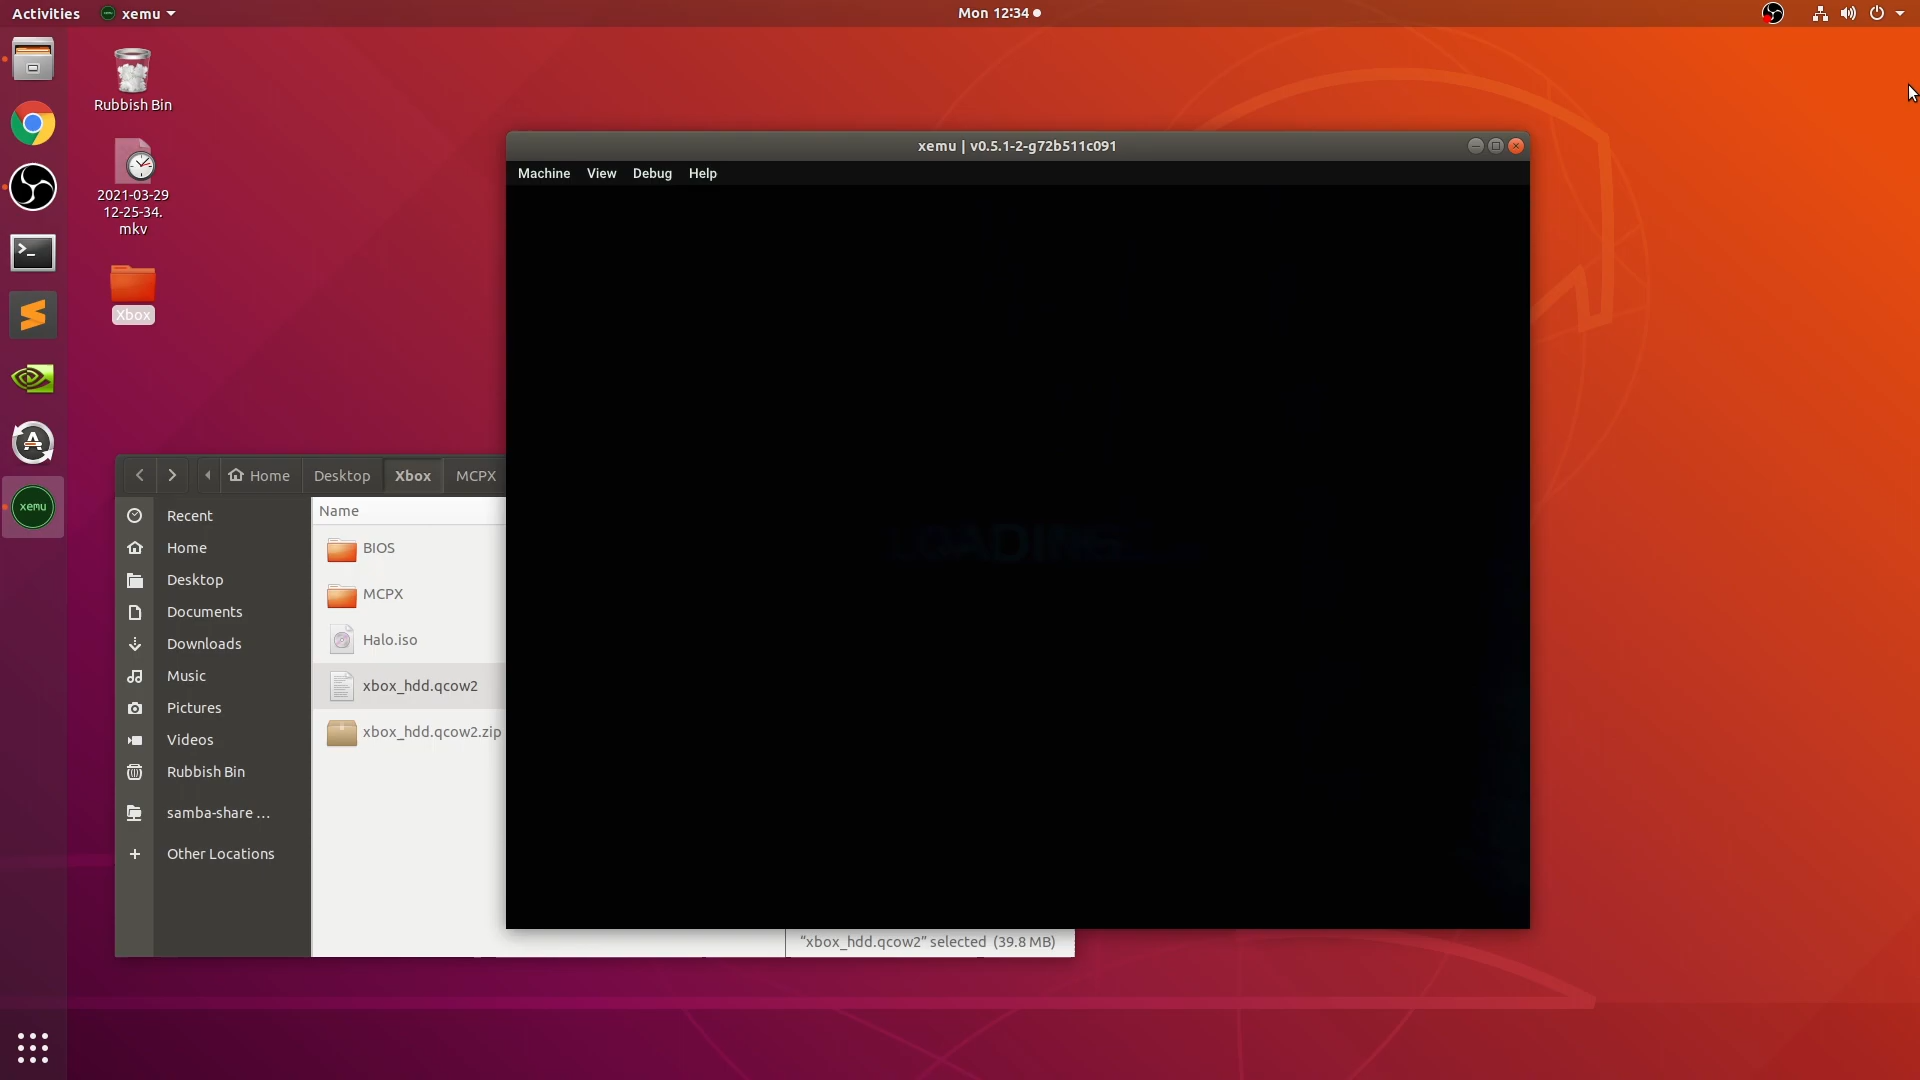 Activities
xemu
Mon 12:34
Rubbish Bin
2021-03-29
12-25-34.
mkv
Xbox
xemu
xemu | v0.5.1-2-g72b511c091
Machine View Debug Help
LOADING...
Home Desktop Xbox MCPX
Recent
Home
Desktop
Documents
Downloads
Music
Pictures
Videos
Rubbish Bin
samba-share ...
Other Locations
Name
BIOS
MCPX
Halo.iso
xbox_hdd.qcow2
xbox_hdd.qcow2.zip
“xbox_hdd.qcow2” selected (39.8 MB)